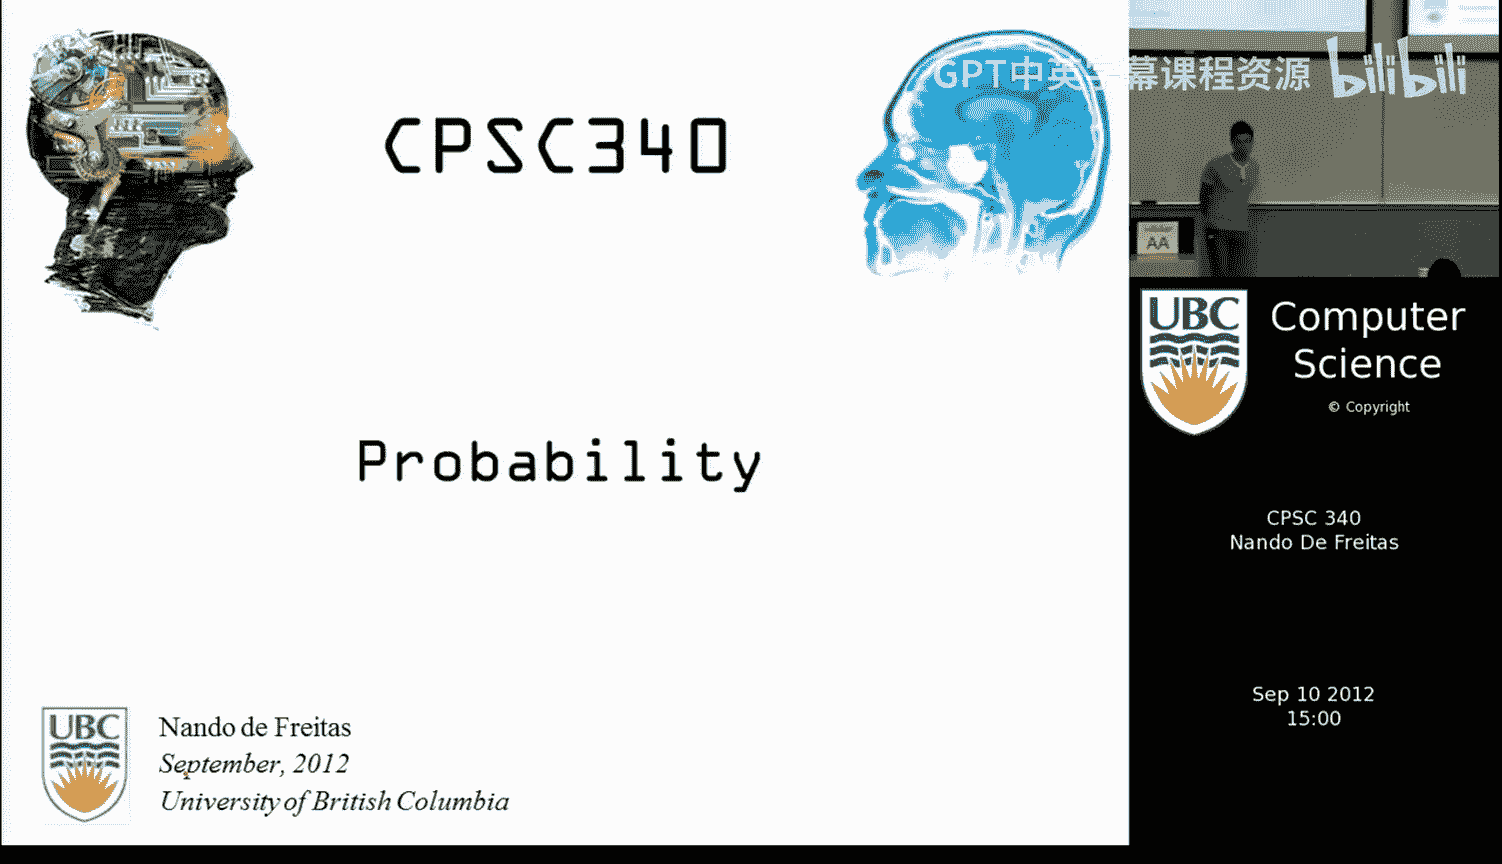 CPSC340
Probability
UBC
Nando de Freitas
September, 2012
University of British Columbia
GPT中英字幕课程资源 bilibili
AA
UBC
Computer
Science
© Copyright
CPSC 340
Nando De Freitas
Sep 10 2012
15:00